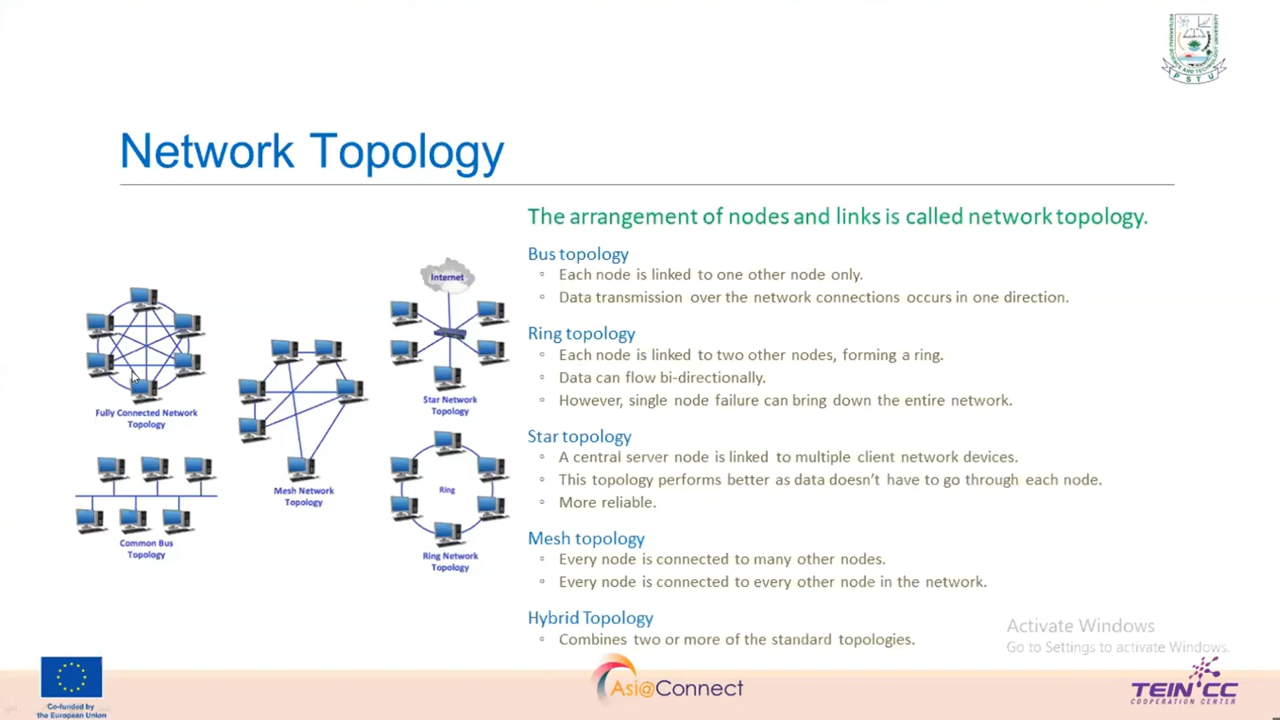 PATUAKHALI SCIENCE AND TECHNOLOGY UNIVERSITY
PSTU
Network Topology
The arrangement of nodes and links is called network topology.
Bus topology
Each node is linked to one other node only.
Data transmission over the network connections occurs in one direction.
Ring topology
Each node is linked to two other nodes, forming a ring.
Data can flow bi-directionally.
However, single node failure can bring down the entire network.
Star topology
A central server node is linked to multiple client network devices.
This topology performs better as data doesn't have to go through each node.
More reliable.
Mesh topology
Every node is connected to many other nodes.
Every node is connected to every other node in the network.
Hybrid Topology
Combines two or more of the standard topologies.
Fully Connected Network
Topology
Common Bus
Topology
Mesh Network
Topology
Internet
Star Network
Topology
Ring
Ring Network
Topology
Activate Windows
Go to Settings to activate Windows.
Co-funded by
the European Union
Asi@Connect
TEIN*CC
COOPERATION CENTER